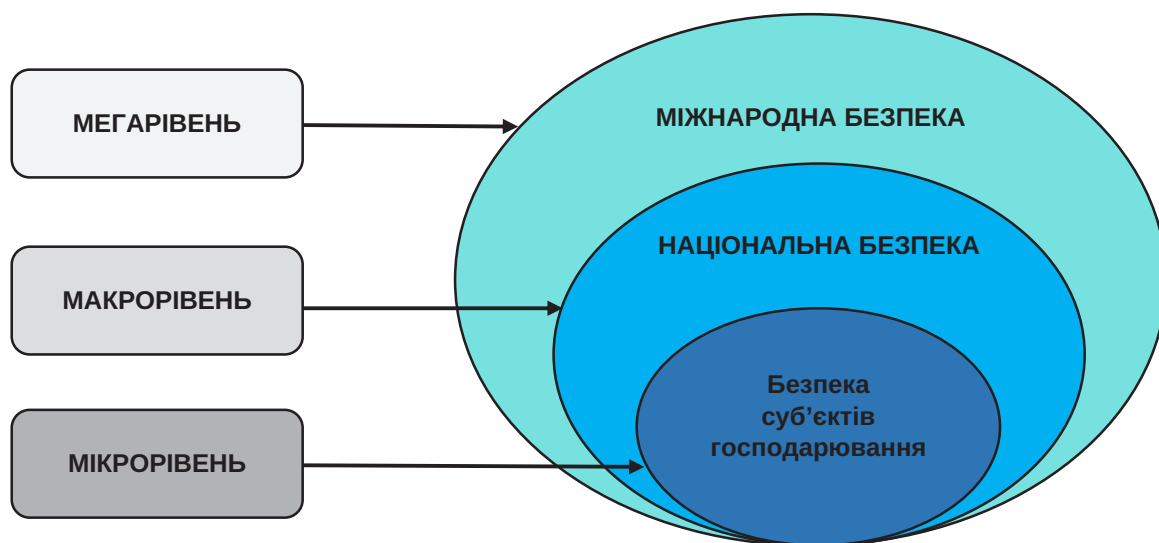 МЕГАРІВЕНЬ
МІЖНАРОДНА БЕЗПЕКА
МАКРОРІВЕНЬ
НАЦІОНАЛЬНА БЕЗПЕКА
МІКРОРІВЕНЬ
Безпека
суб’єктів
господарювання